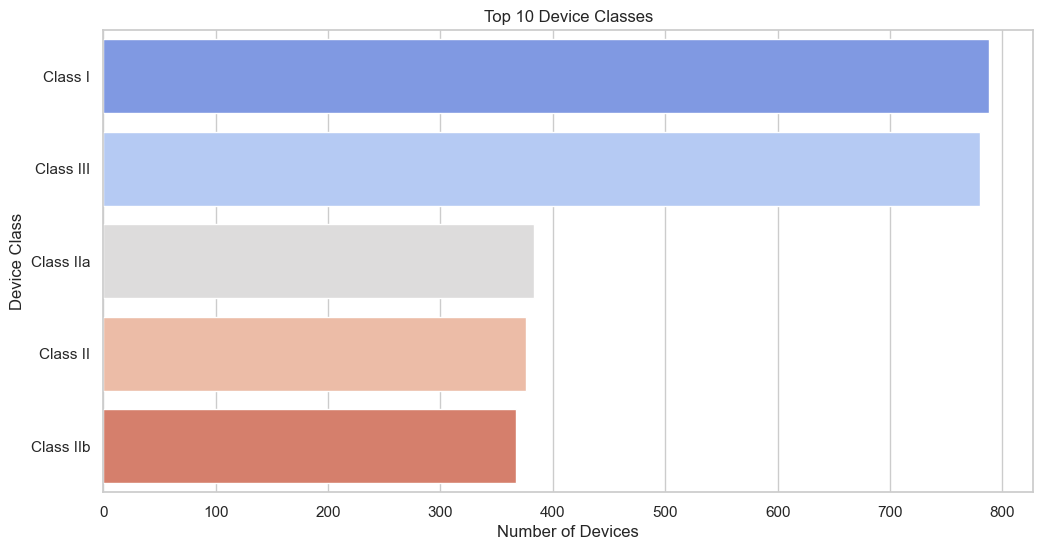 Top 10 Device Classes
Device Class
Class I
Class III
Class IIa
Class II
Class IIb
0 100 200 300 400 500 600 700 800
Number of Devices